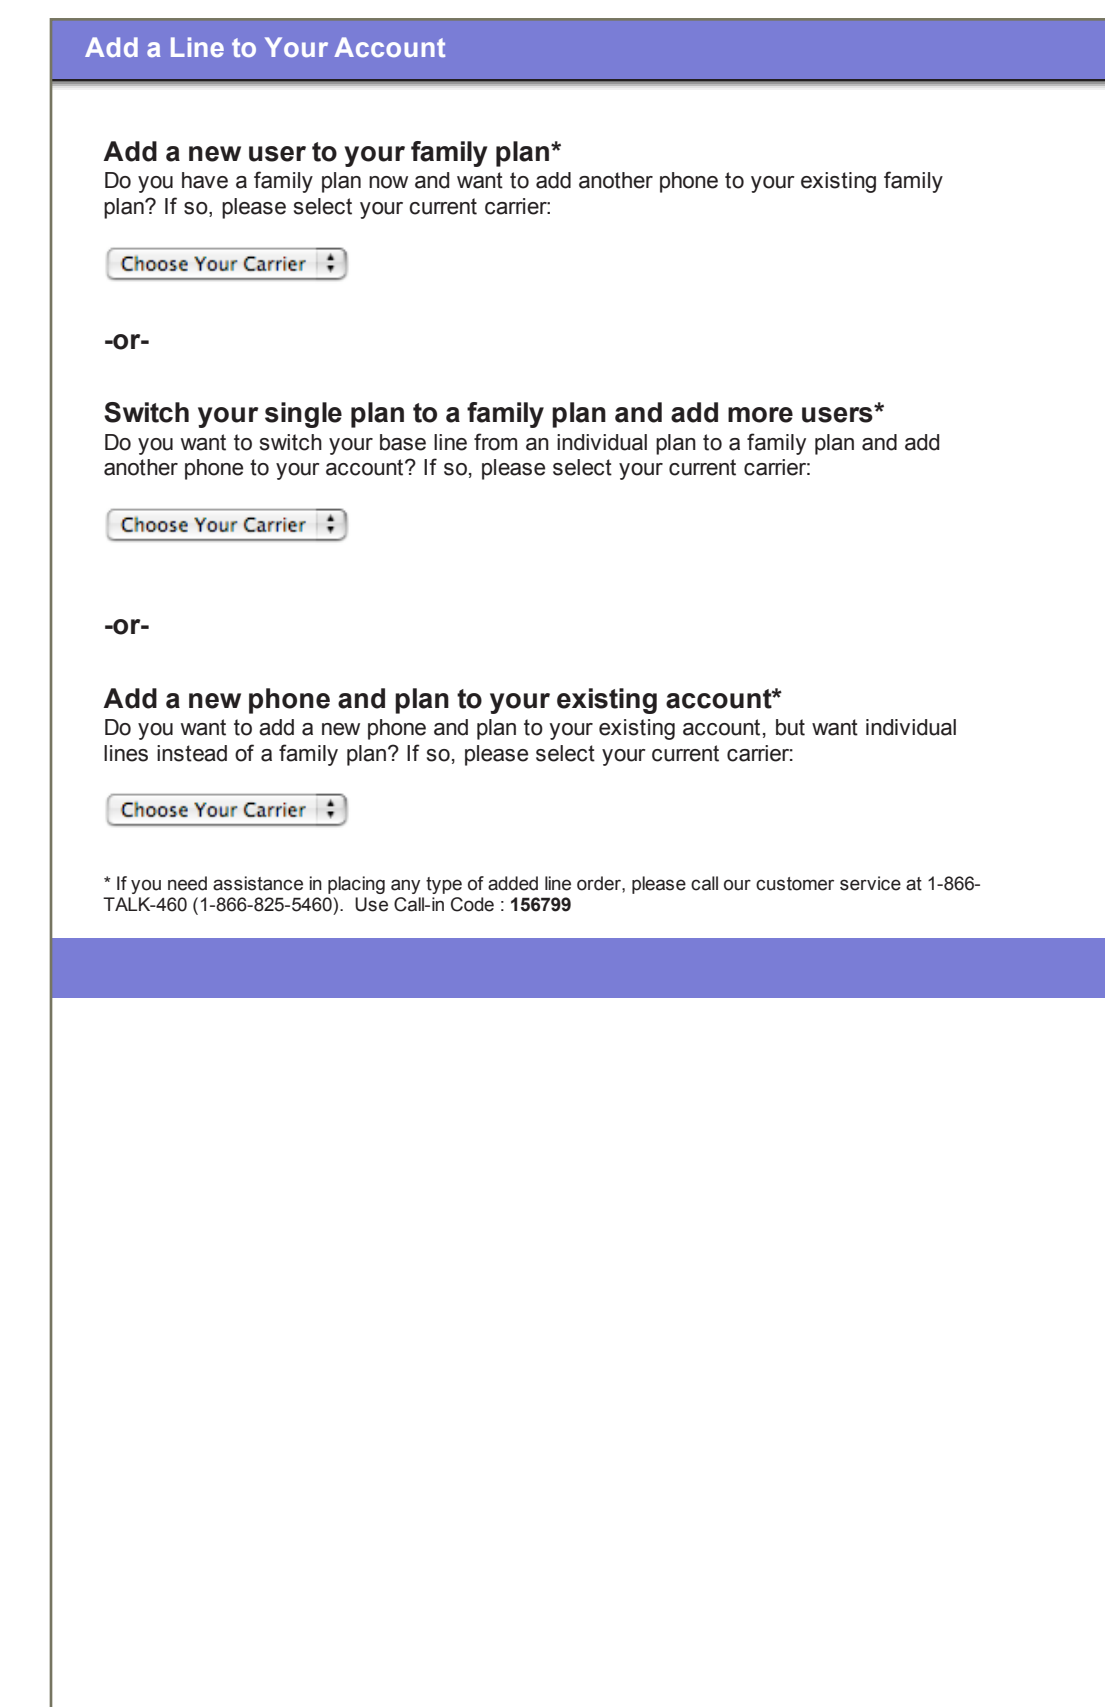 Add a Line to Your Account
Add a new user to your family plan*
Do you have a family plan now and want to add another phone to your existing family
plan? If so, please select your current carrier:
Choose Your Carrier
-or-
Switch your single plan to a family plan and add more users*
Do you want to switch your base line from an individual plan to a family plan and add
another phone to your account? If so, please select your current carrier:
Choose Your Carrier
-or-
Add a new phone and plan to your existing account*
Do you want to add a new phone and plan to your existing account, but want individual
lines instead of a family plan? If so, please select your current carrier:
Choose Your Carrier
* If you need assistance in placing any type of added line order, please call our customer service at 1-866-
TALK-460 (1-866-825-5460).  Use Call-in Code : 156799